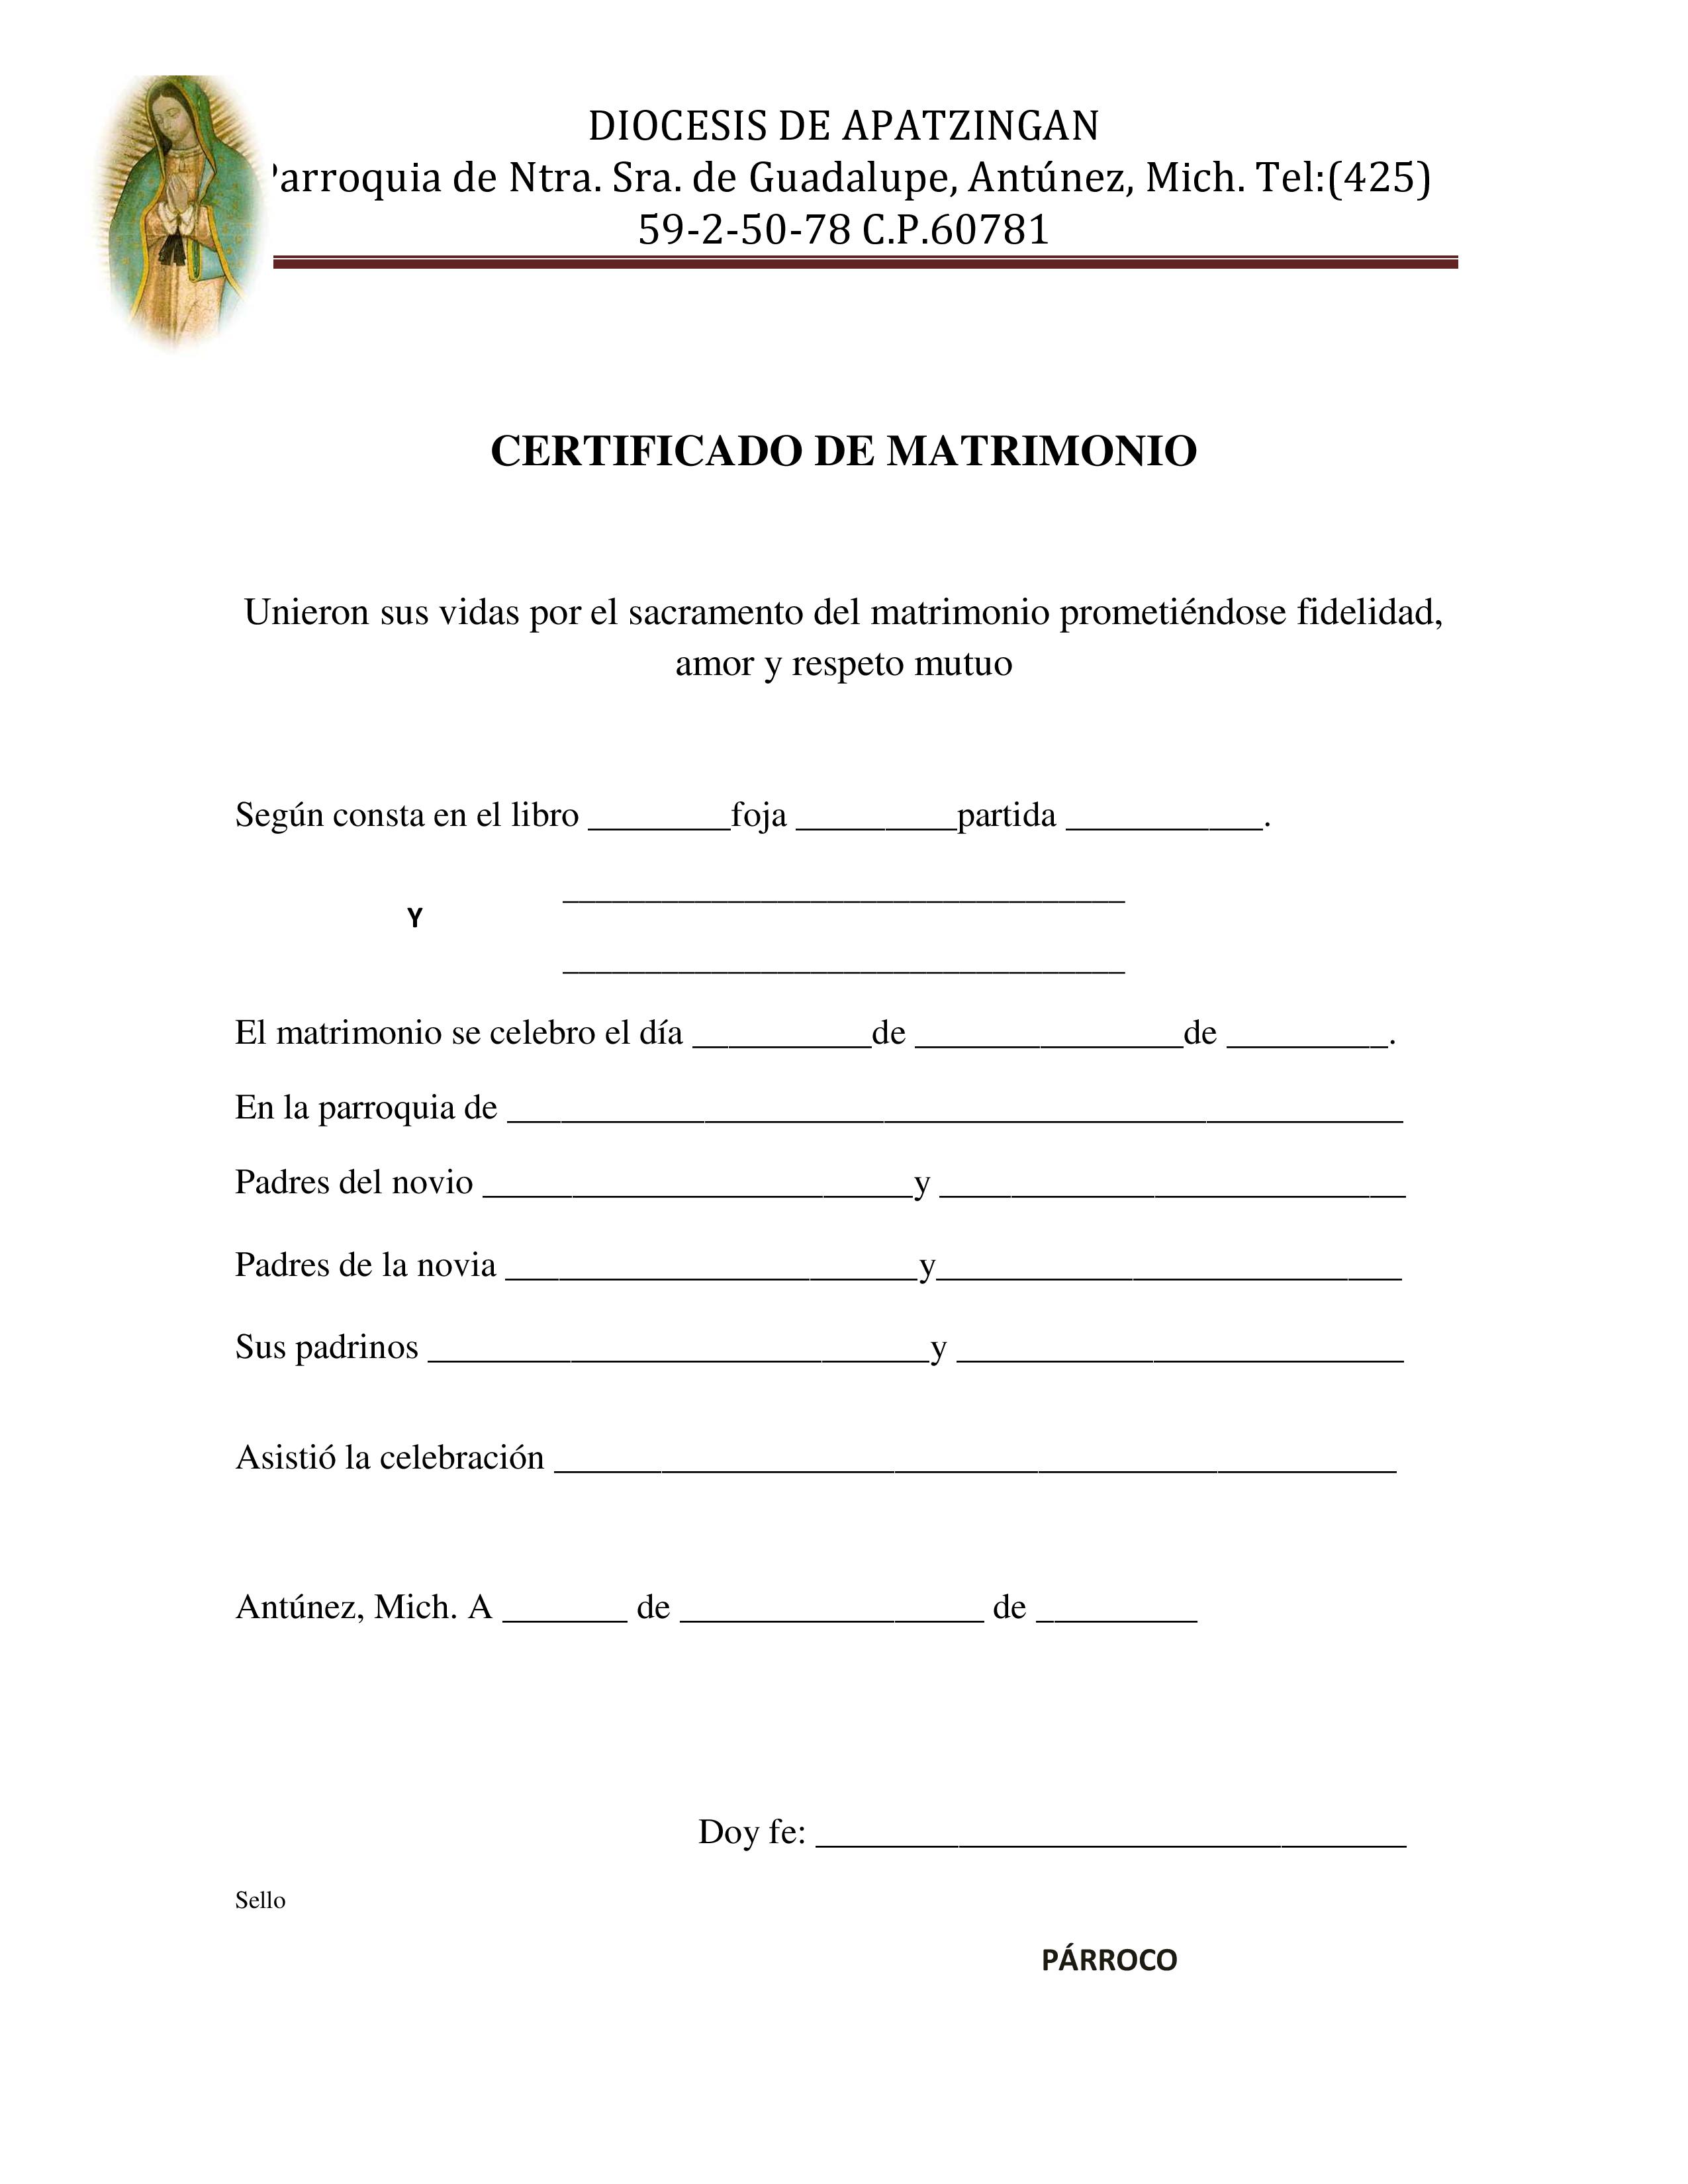 DIOCESIS DE APATZINGAN
Parroquia de Ntra. Sra. de Guadalupe, Antúnez, Mich. Tel:(425)
59-2-50-78 C.P.60781
CERTIFICADO DE MATRIMONIO
Unieron sus vidas por el sacramento del matrimonio prometiéndose fidelidad,
amor y respeto mutuo
Según consta en el libro ________foja _________partida ___________.
__________________________________
Y
__________________________________
El matrimonio se celebro el día __________de _______________de _________.
En la parroquia de __________________________________________________
Padres del novio ________________________y __________________________
Padres de la novia _______________________y__________________________
Sus padrinos ____________________________y _________________________
Asistió la celebración _______________________________________________
Antúnez, Mich. A _______ de _________________ de _________
Doy fe: _________________________________
Sello
PÁRROCO